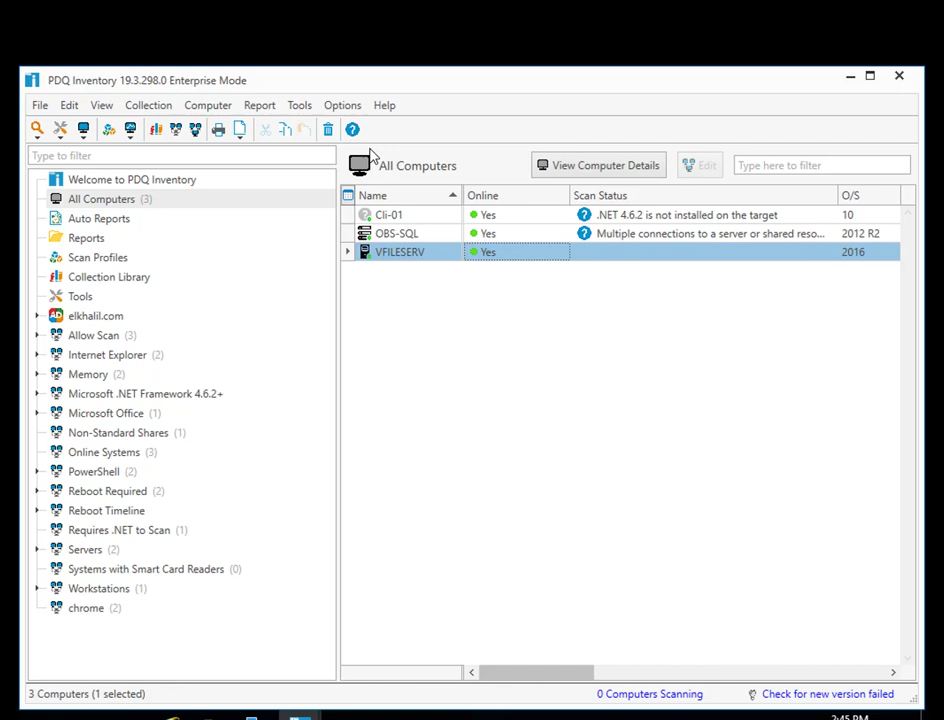 PDQ Inventory 19.3.298.0 Enterprise Mode
File Edit View Collection Computer Report Tools Options Help
Type to filter
All Computers
View Computer Details
Edit
Type here to filter
Welcome to PDQ Inventory
All Computers (3)
Auto Reports
Reports
Scan Profiles
Collection Library
Tools
elkhalil.com
Allow Scan (3)
Internet Explorer (2)
Memory (2)
Microsoft .NET Framework 4.6.2+
Microsoft Office (1)
Non-Standard Shares (1)
Online Systems (3)
PowerShell (2)
Reboot Required (2)
Reboot Timeline
Requires .NET to Scan (1)
Servers (2)
Systems with Smart Card Readers (0)
Workstations (1)
chrome (2)
Name Online Scan Status O/S
Cli-01 Yes .NET 4.6.2 is not installed on the target 10
OBS-SQL Yes Multiple connections to a server or shared reso... 2012 R2
VFILESERV Yes 2016
3 Computers (1 selected)
0 Computers Scanning
Check for new version failed
2:45 PM